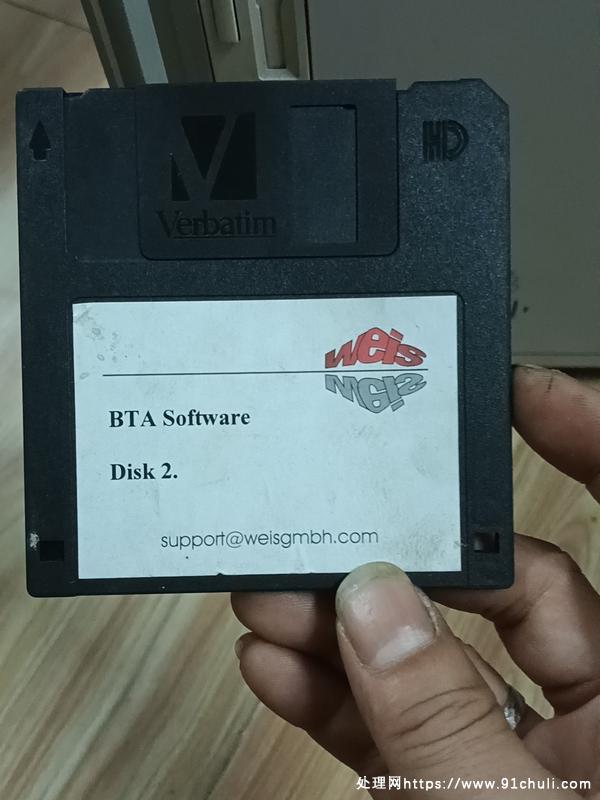 Verbatim
HD
weis
BTA Software
Disk 2.
support@weisgmbh.com
处理网https://www.91chuli.com